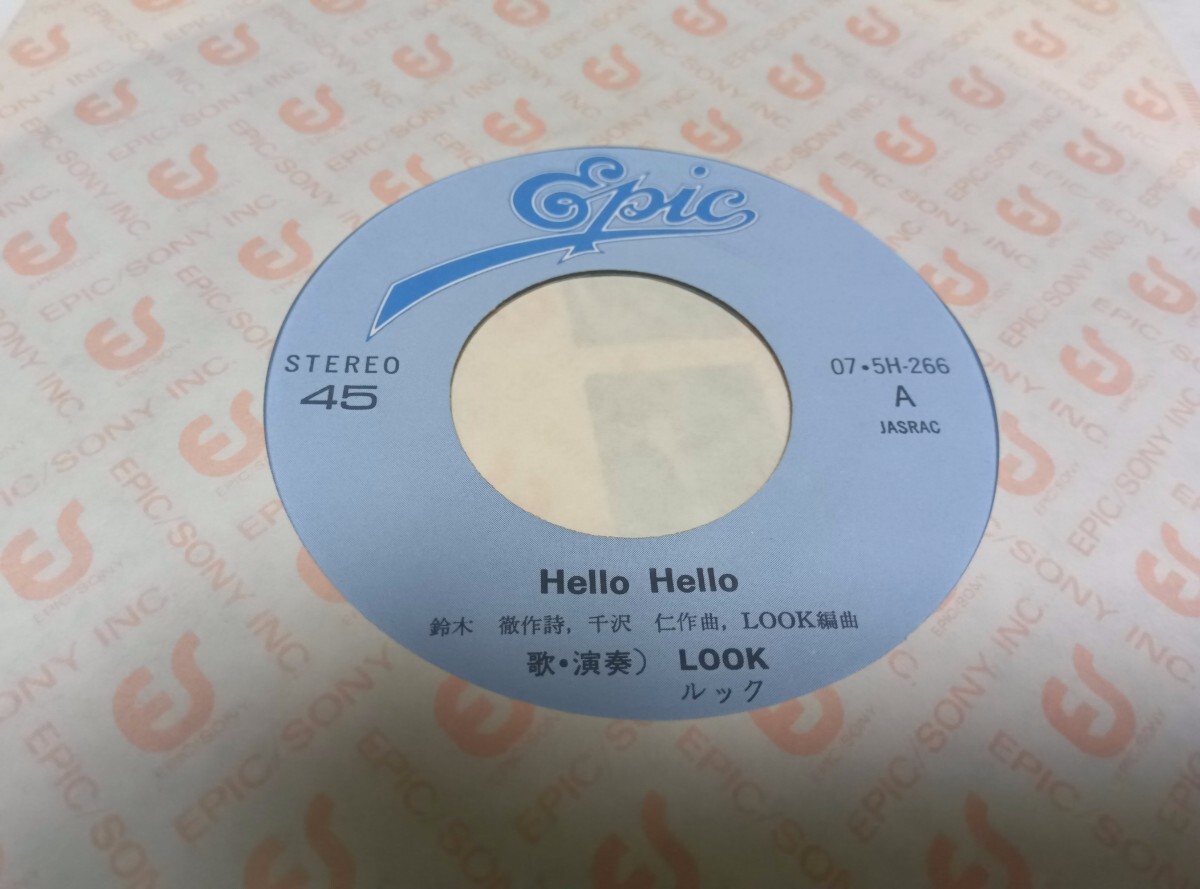 Epic
STEREO
45
07•5H-266
A
JASRAC
Hello Hello
鈴木 徹作詩, 千沢 仁作曲, LOOK編曲
歌・演奏) LOOK
ルック
EPIC/SONY INC.